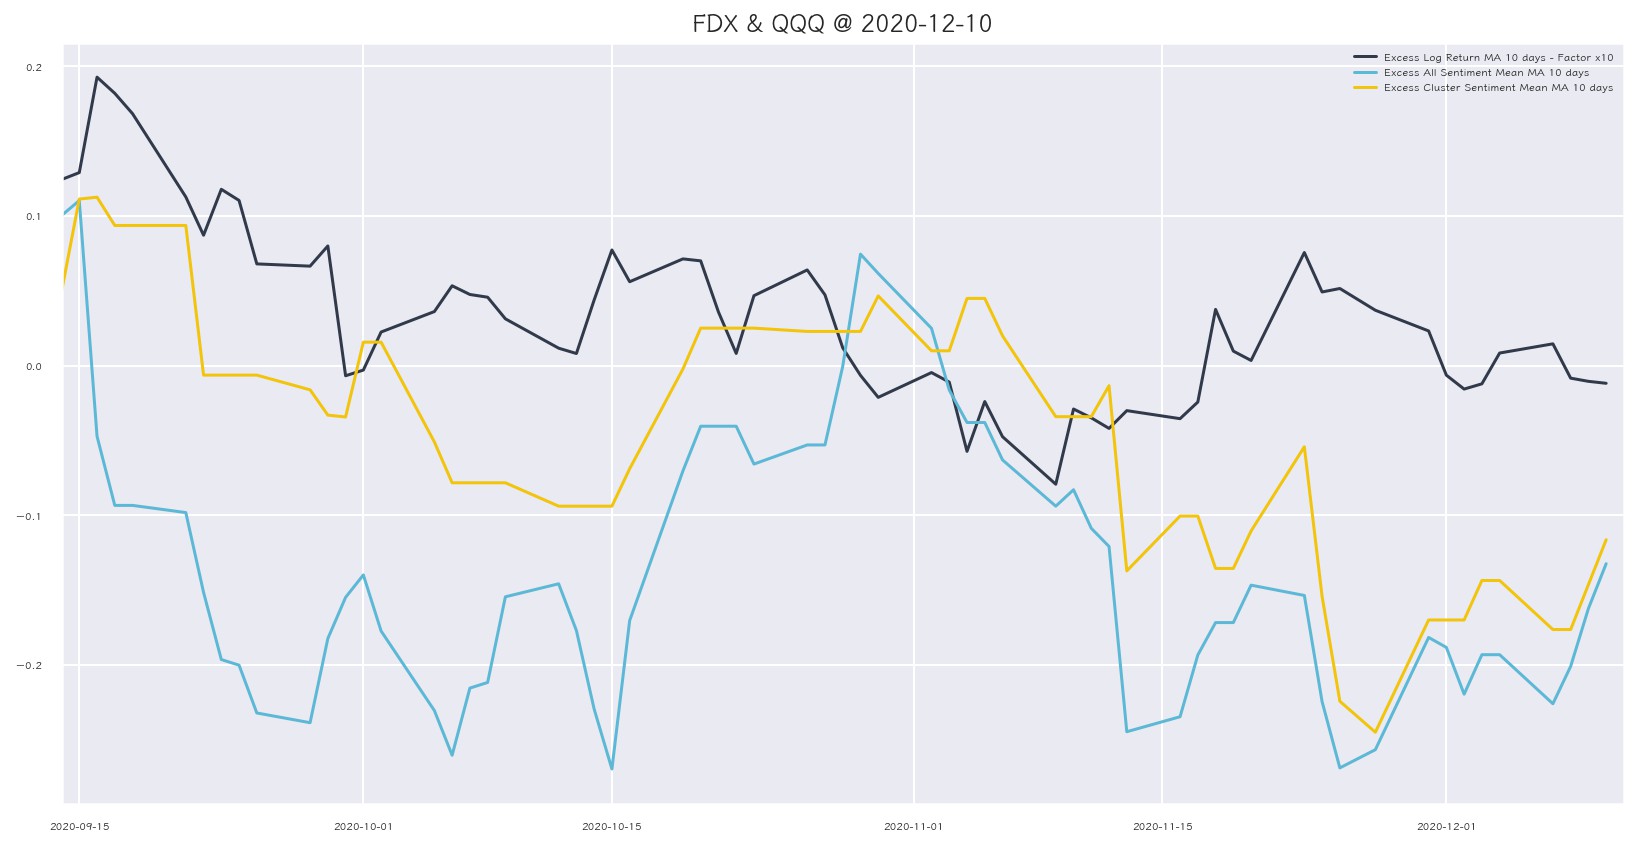 FDX & QQQ @ 2020-12-10
Excess Log Return MA 10 days - Factor x10
Excess All Sentiment Mean MA 10 days
Excess Cluster Sentiment Mean MA 10 days
0.2
0.1
0.0
−0.1
−0.2
2020-09-15 2020-10-01 2020-10-15 2020-11-01 2020-11-15 2020-12-01